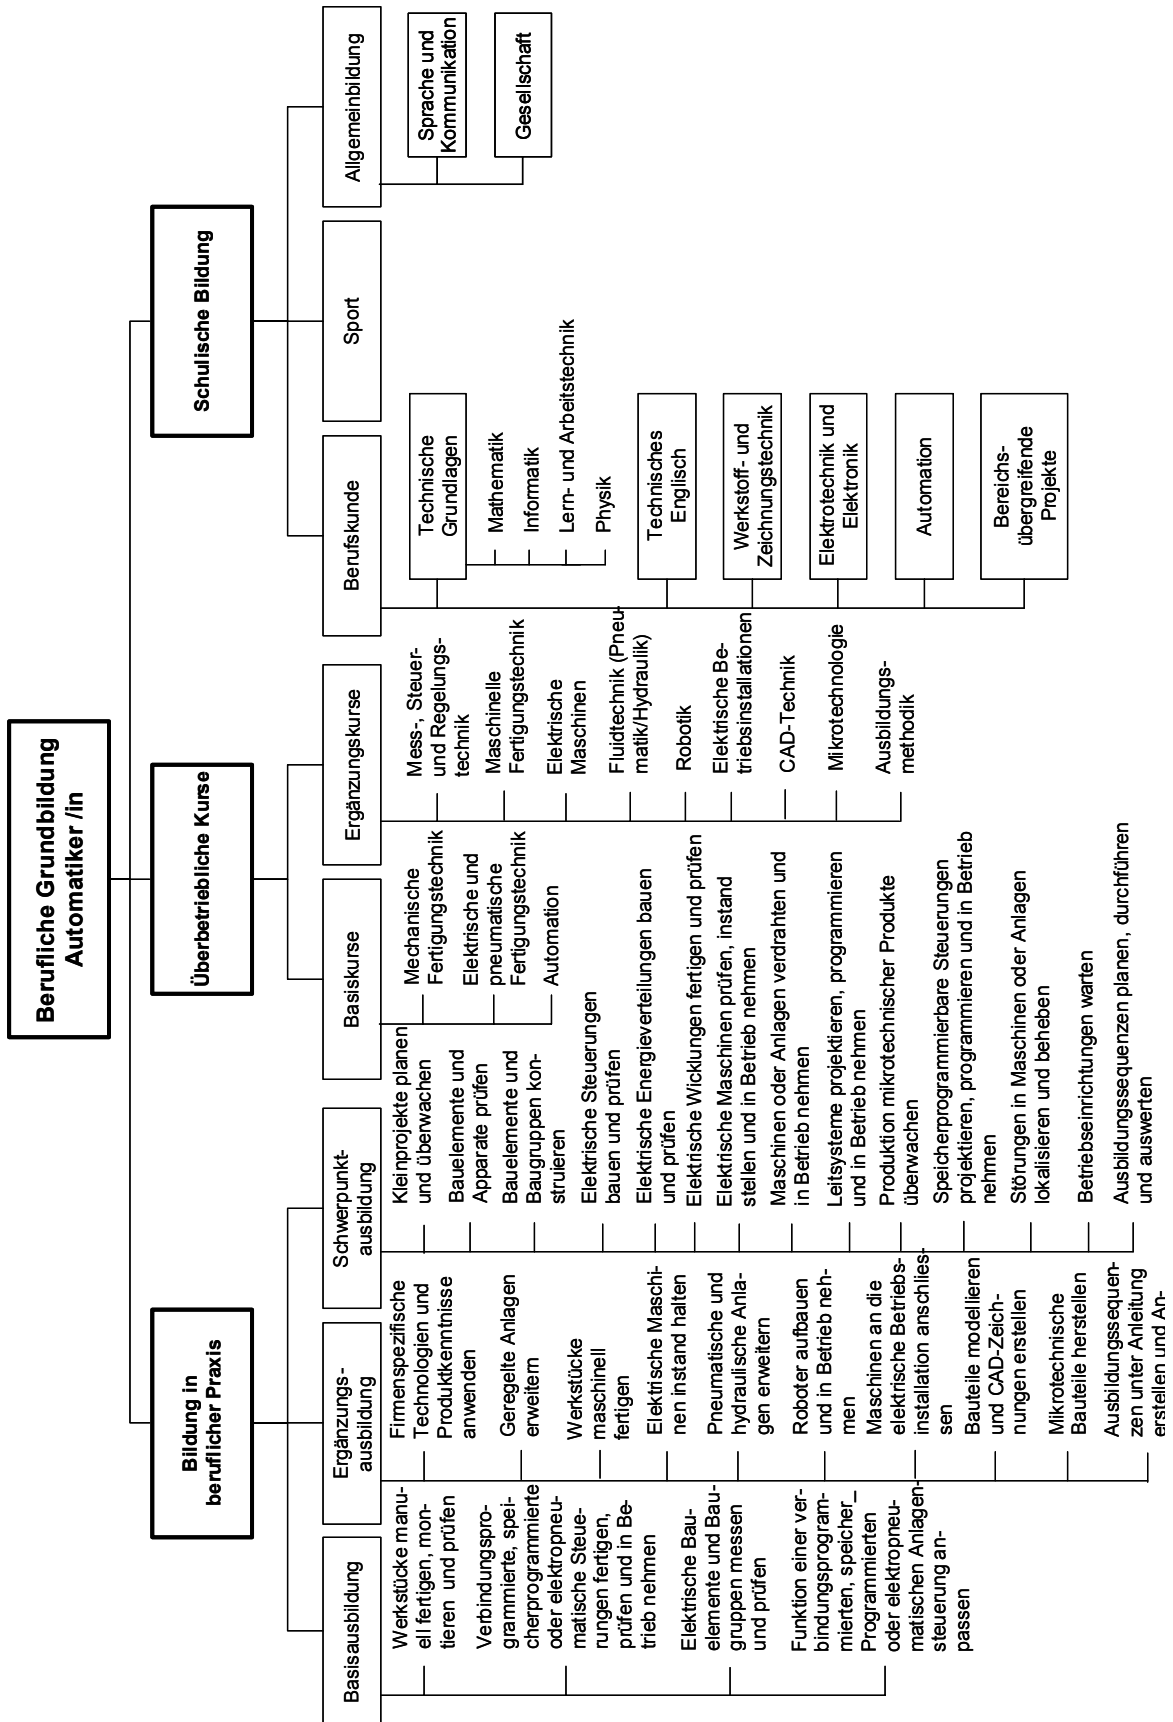 Berufliche Grundbildung
Automatiker /in
Bildung in
beruflicher Praxis
Überbetriebliche Kurse
Schulische Bildung
Basisausbildung
Ergänzungs-
ausbildung
Schwerpunkt-
ausbildung
Basiskurse
Ergänzungskurse
Berufskunde
Sport
Allgemeinbildung
Werkstücke manu-
ell fertigen, mon-
tieren und prüfen
Verbindungspro-
grammierte, spei-
cherprogrammierte
oder elektropneu-
matische Steue-
rungen fertigen,
prüfen und in Be-
trieb nehmen
Elektrische Bau-
elemente und Bau-
gruppen messen
und prüfen
Funktion einer ver-
bindungsprogram-
mierten, speicher_
Programmierten
oder elektropneu-
matischen Anlagen-
steuerung an-
passen
Firmenspezifische
Technologien und
Produktkenntnisse
anwenden
Geregelte Anlagen
erweitern
Werkstücke
maschinell
fertigen
Elektrische Maschi-
nen instand halten
Pneumatische und
hydraulische Anla-
gen erweitern
Roboter aufbauen
und in Betrieb neh-
men
Maschinen an die
elektrische Betriebs-
installation anschlies-
sen
Bauteile modellieren
und CAD-Zeich-
nungen erstellen
Mikrotechnische
Bauteile herstellen
Ausbildungssequen-
zen unter Anleitung
erstellen und An-
Kleinprojekte planen
und überwachen
Bauelemente und
Apparate prüfen
Bauelemente und
Baugruppen kon-
struieren
Elektrische Steuerungen
bauen und prüfen
Elektrische Energieverteilungen bauen
und prüfen
Elektrische Wicklungen fertigen und prüfen
Elektrische Maschinen prüfen, instand
stellen und in Betrieb nehmen
Maschinen oder Anlagen verdrahten und
in Betrieb nehmen
Leitsysteme projektieren, programmieren
und in Betrieb nehmen
Produktion mikrotechnischer Produkte
überwachen
Speicherprogrammierbare Steuerungen
projektieren, programmieren und in Betrieb
nehmen
Störungen in Maschinen oder Anlagen
lokalisieren und beheben
Betriebseinrichtungen warten
Ausbildungssequenzen planen, durchführen
und auswerten
Mechanische
Fertigungstechnik
Elektrische und
pneumatische
Fertigungstechnik
Automation
Mess-, Steuer-
und Regelungs-
technik
Maschinelle
Fertigungstechnik
Elektrische
Maschinen
Fluidtechnik (Pneu-
matik/Hydraulik)
Robotik
Elektrische Be-
triebsinstallationen
CAD-Technik
Mikrotechnologie
Ausbildungs-
methodik
Technische
Grundlagen
Mathematik
Informatik
Lern- und Arbeitstechnik
Physik
Technisches
Englisch
Werkstoff- und
Zeichnungstechnik
Elektrotechnik und
Elektronik
Automation
Bereichs-
übergreifende
Projekte
Sprache und
Kommunikation
Gesellschaft